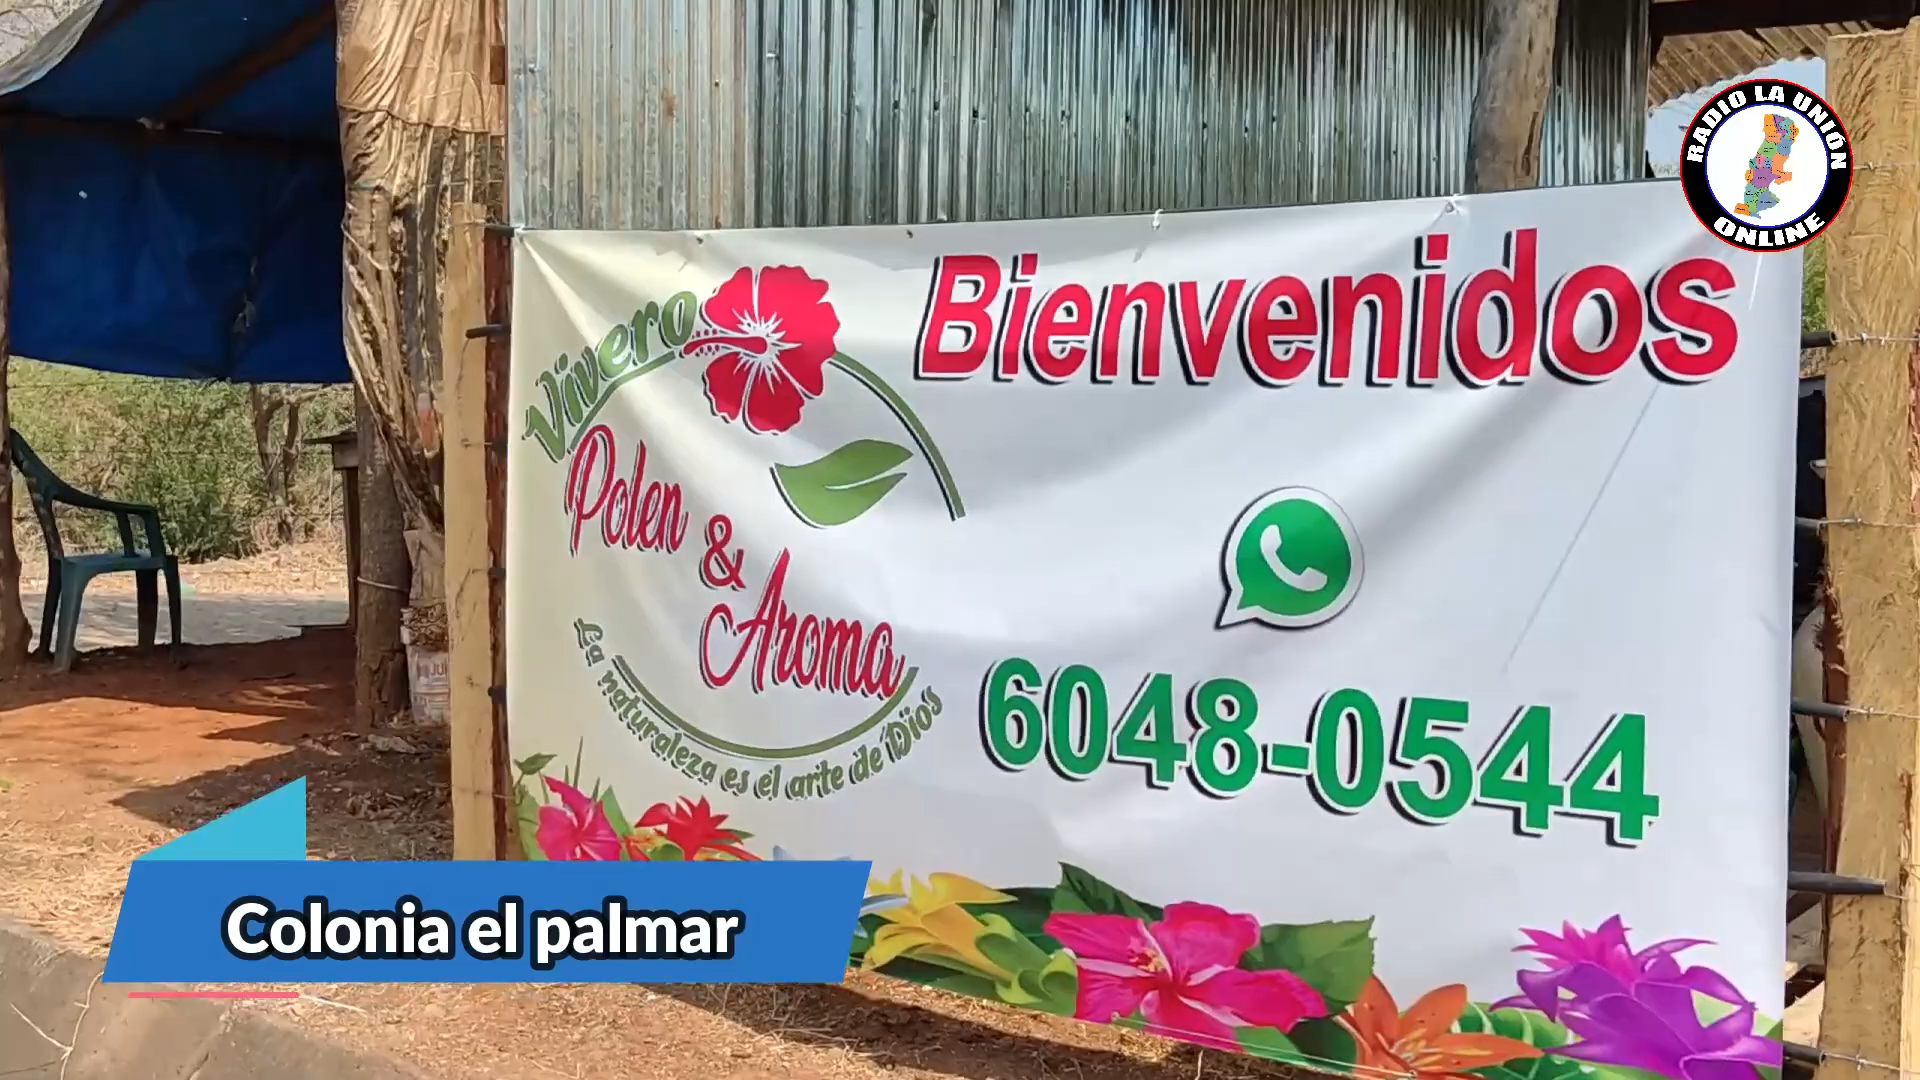 RADIO LA UNIÓN
ONLINE
Bienvenidos
Vivero
Polen
&
Aroma
La naturaleza es el arte de Dios
6048-0544
Colonia el palmar